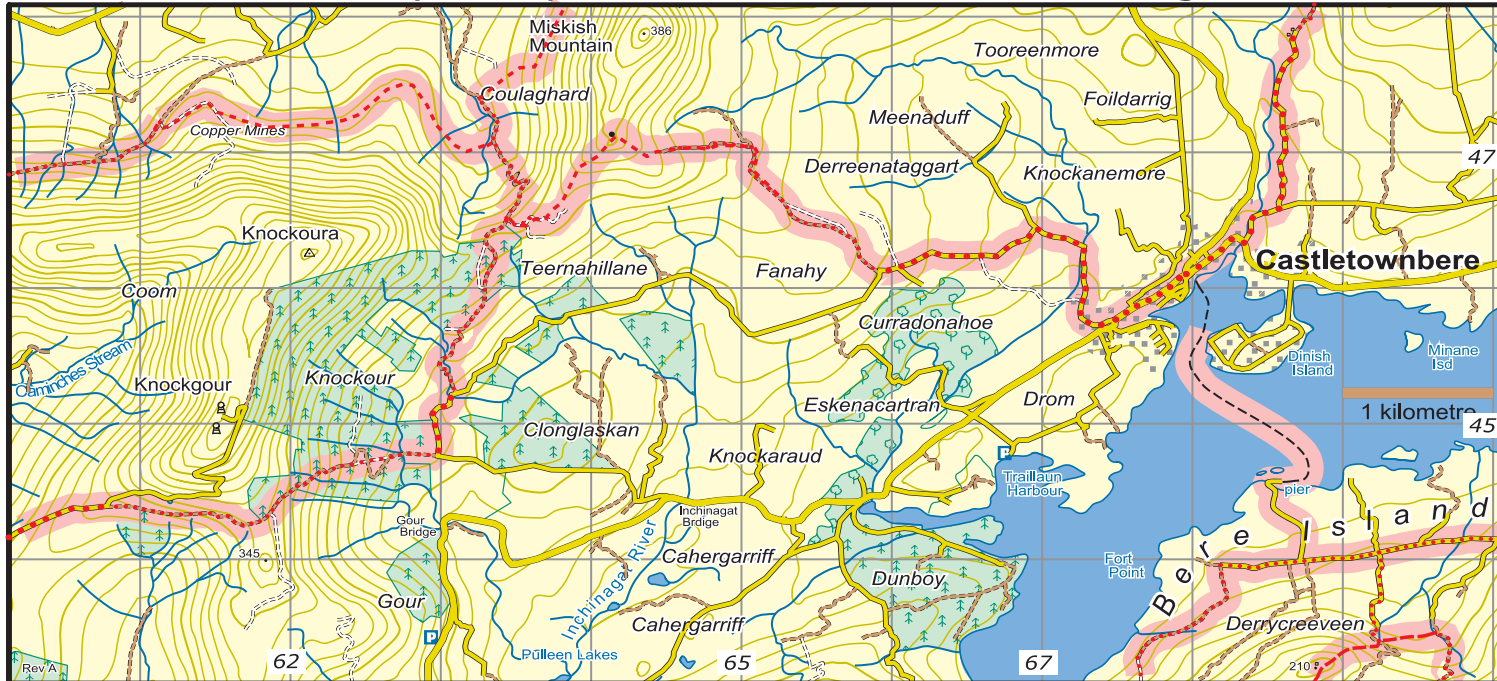 Miskish
Mountain
386
Tooreenmore
Coulaghard
Foildarrig
Copper Mines
Meenaduff
Derreenataggart
Knockanemore
47
Knockoura
Castletownbere
Teernahillane
Fanahy
Coom
Curradonahoe
Caminches Stream
Dinish
Island
Minane
Isd
Knockgour
Knockour
Eskenacartran
Drom
1 kilometre
45
Clonglaskan
Knockaraud
P
Traillaun
Harbour
pier
Inchinagat
Brdige
Gour
Bridge
Bere Island
345
Cahergarriff
Fort
Point
Inchinagat River
Dunboy
Gour
Cahergarriff
Derrycreeveen
P
Pulleen Lakes
Rev A
62
65
67
210